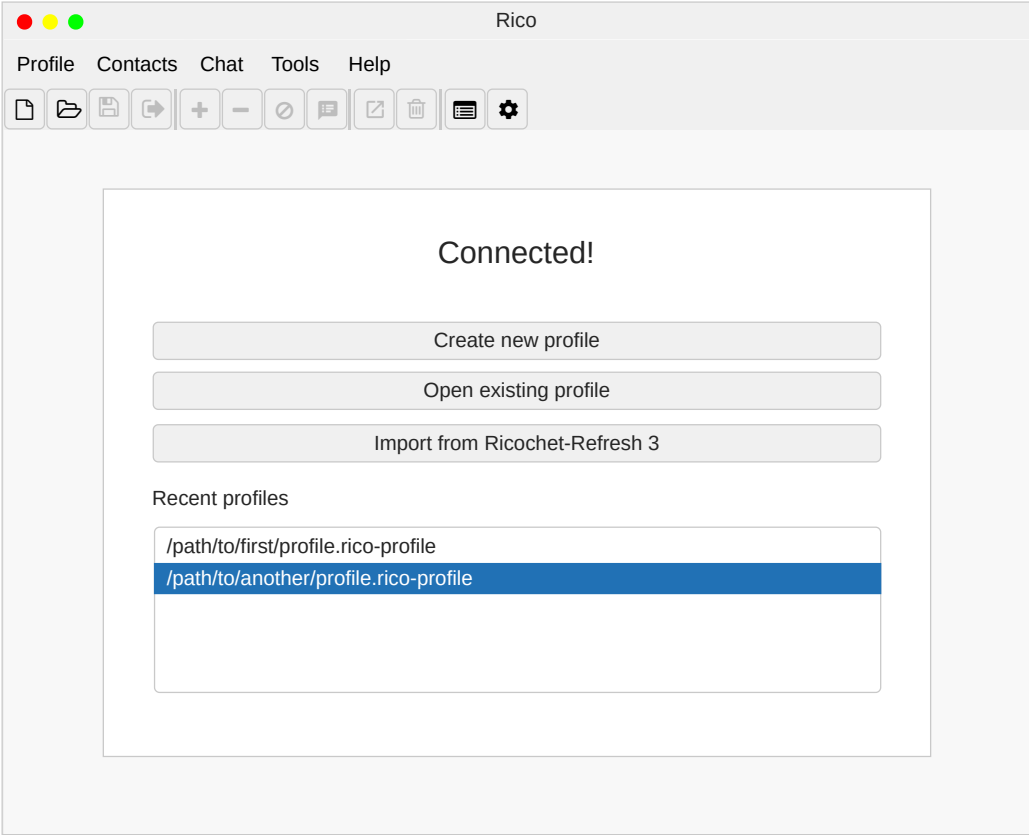 Rico
Profile Contacts Chat Tools Help
Connected!
Create new profile
Open existing profile
Import from Ricochet-Refresh 3
Recent profiles
/path/to/first/profile.rico-profile
/path/to/another/profile.rico-profile